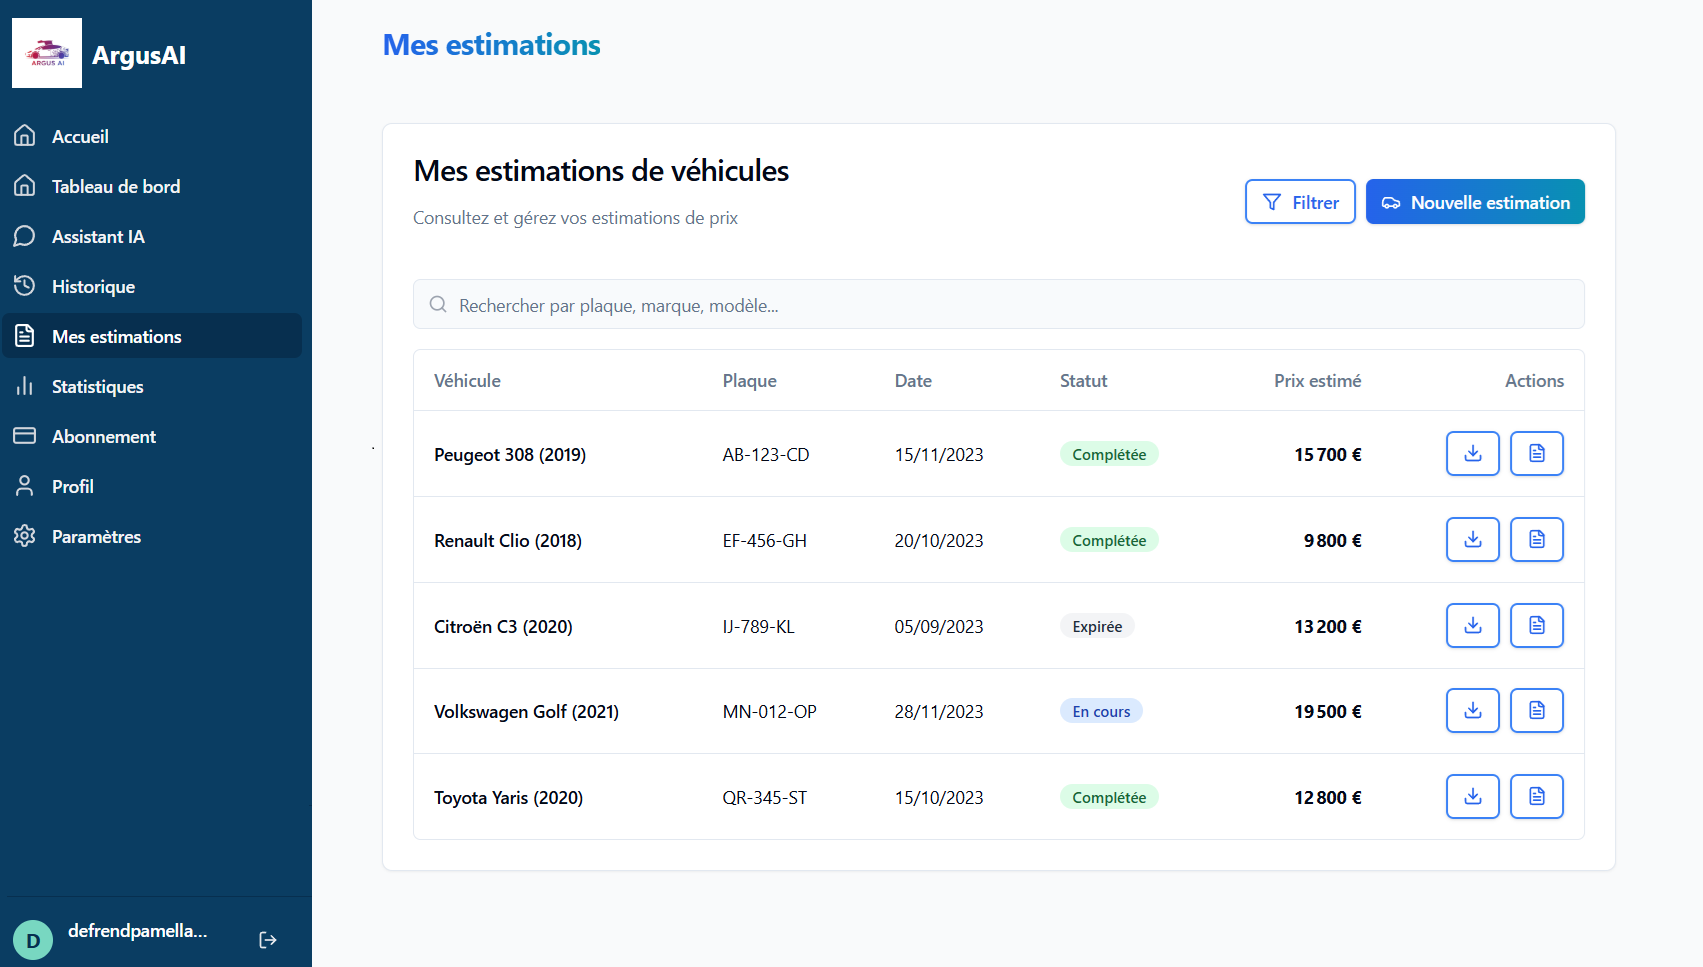 ARGUS AI
ArgusAI
Accueil
Tableau de bord
Assistant IA
Historique
Mes estimations
Statistiques
Abonnement
Profil
Paramètres
D
defrendpamella...
Mes estimations
Mes estimations de véhicules
Consultez et gérez vos estimations de prix
Filtrer
Nouvelle estimation
Rechercher par plaque, marque, modèle...
Véhicule Plaque Date Statut Prix estimé Actions
Peugeot 308 (2019) AB-123-CD 15/11/2023 Complétée 15 700 €
Renault Clio (2018) EF-456-GH 20/10/2023 Complétée 9 800 €
Citroën C3 (2020) IJ-789-KL 05/09/2023 Expirée 13 200 €
Volkswagen Golf (2021) MN-012-OP 28/11/2023 En cours 19 500 €
Toyota Yaris (2020) QR-345-ST 15/10/2023 Complétée 12 800 €